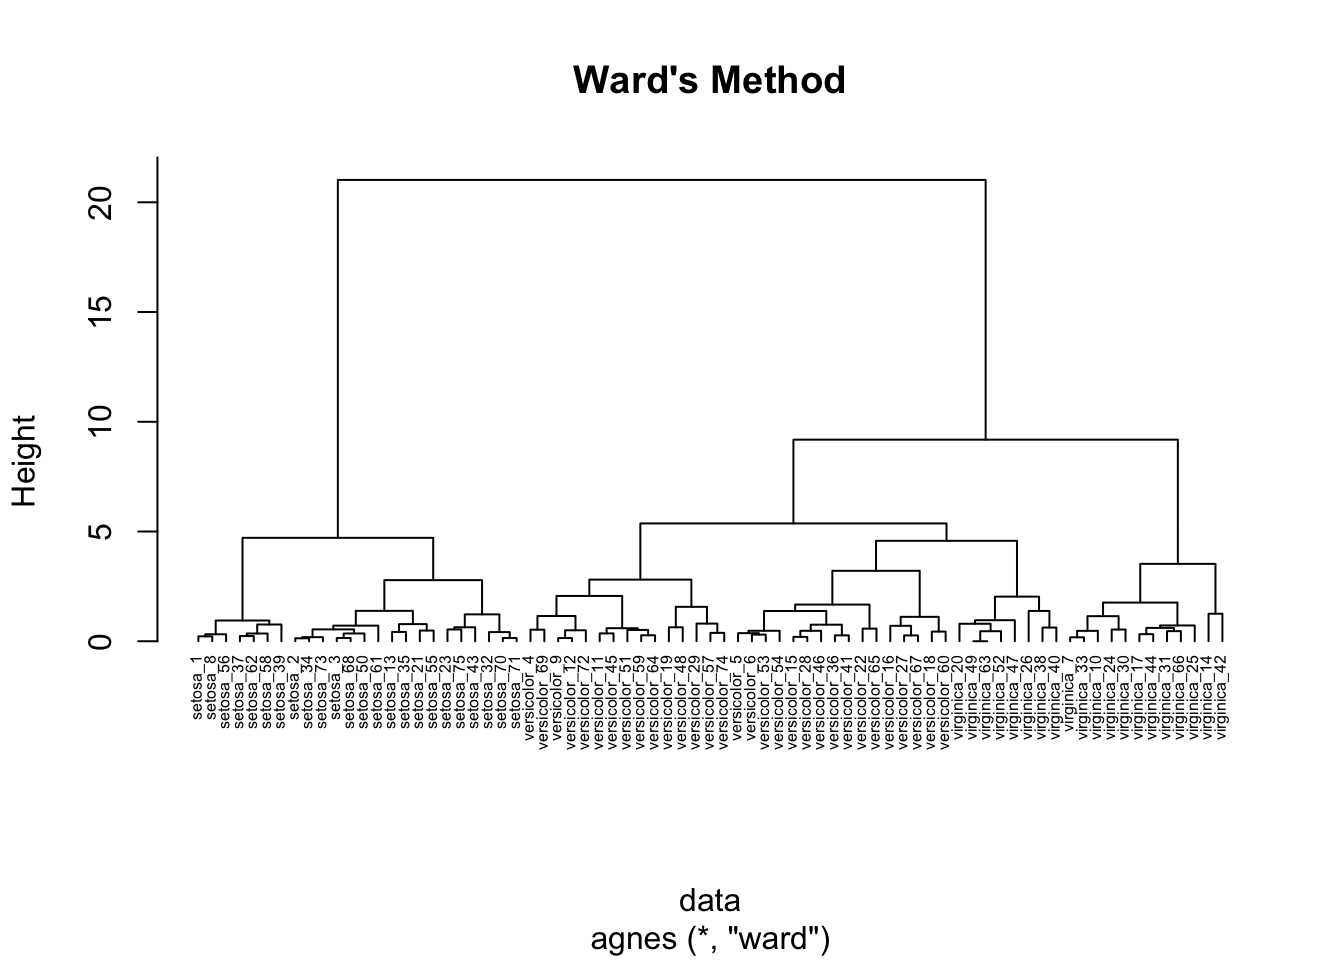 Ward's Method
Height
20
15
10
5
0
setosa_1
setosa_8
setosa_56
setosa_37
setosa_62
setosa_58
setosa_39
setosa_2
setosa_34
setosa_73
setosa_3
setosa_68
setosa_50
setosa_61
setosa_13
setosa_35
setosa_21
setosa_55
setosa_23
setosa_75
setosa_43
setosa_32
setosa_70
setosa_71
versicolor_4
versicolor_69
versicolor_9
versicolor_12
versicolor_72
versicolor_11
versicolor_45
versicolor_51
versicolor_59
versicolor_64
versicolor_19
versicolor_48
versicolor_29
versicolor_57
versicolor_74
versicolor_5
versicolor_6
versicolor_53
versicolor_54
versicolor_15
versicolor_28
versicolor_46
versicolor_36
versicolor_41
versicolor_22
versicolor_65
versicolor_16
versicolor_27
versicolor_67
versicolor_18
versicolor_60
virginica_20
virginica_49
virginica_63
virginica_52
virginica_47
virginica_26
virginica_38
virginica_40
virginica_7
virginica_33
virginica_10
virginica_24
virginica_30
virginica_17
virginica_44
virginica_31
virginica_66
virginica_25
virginica_14
virginica_42
data
agnes (*, "ward")